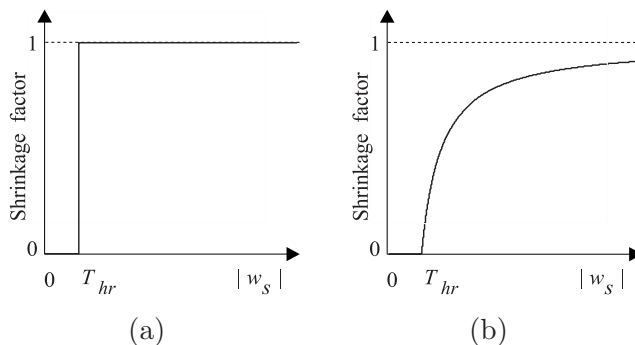 Shrinkage factor
1
0
0
T_hr
| w_s |
(a)
Shrinkage factor
1
0
0
T_hr
| w_s |
(b)